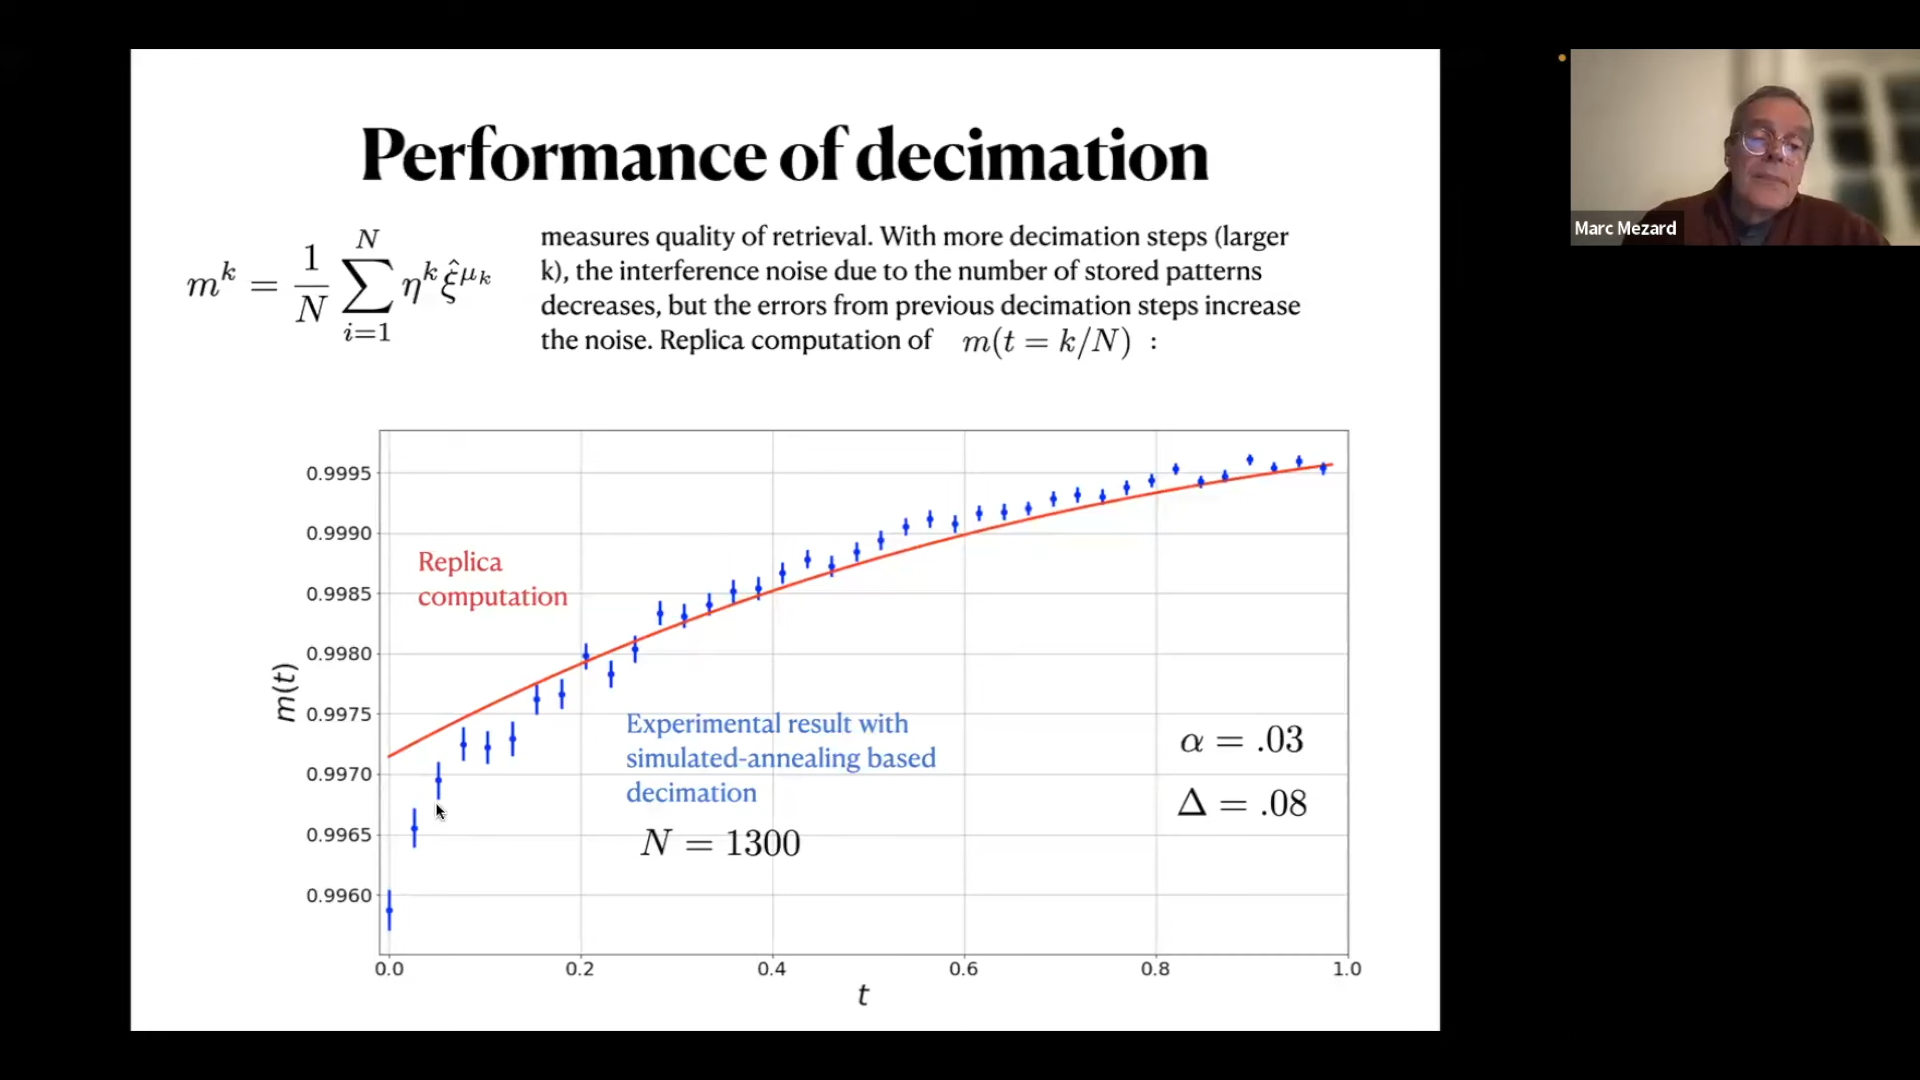 Performance of decimation
m^k = \frac{1}{N} \sum_{i=1}^{N} η^k \hat{ξ}^{μ_k}
measures quality of retrieval. With more decimation steps (larger
k), the interference noise due to the number of stored patterns
decreases, but the errors from previous decimation steps increase
the noise. Replica computation of m(t = k/N) :
Marc Mezard
0.9995
0.9990
Replica
computation
0.9985
0.9980
m(t)
0.9975
Experimental result with
simulated-annealing based
decimation
α = .03
0.9970
Δ = .08
0.9965
N = 1300
0.9960
0.0 0.2 0.4 0.6 0.8 1.0
t